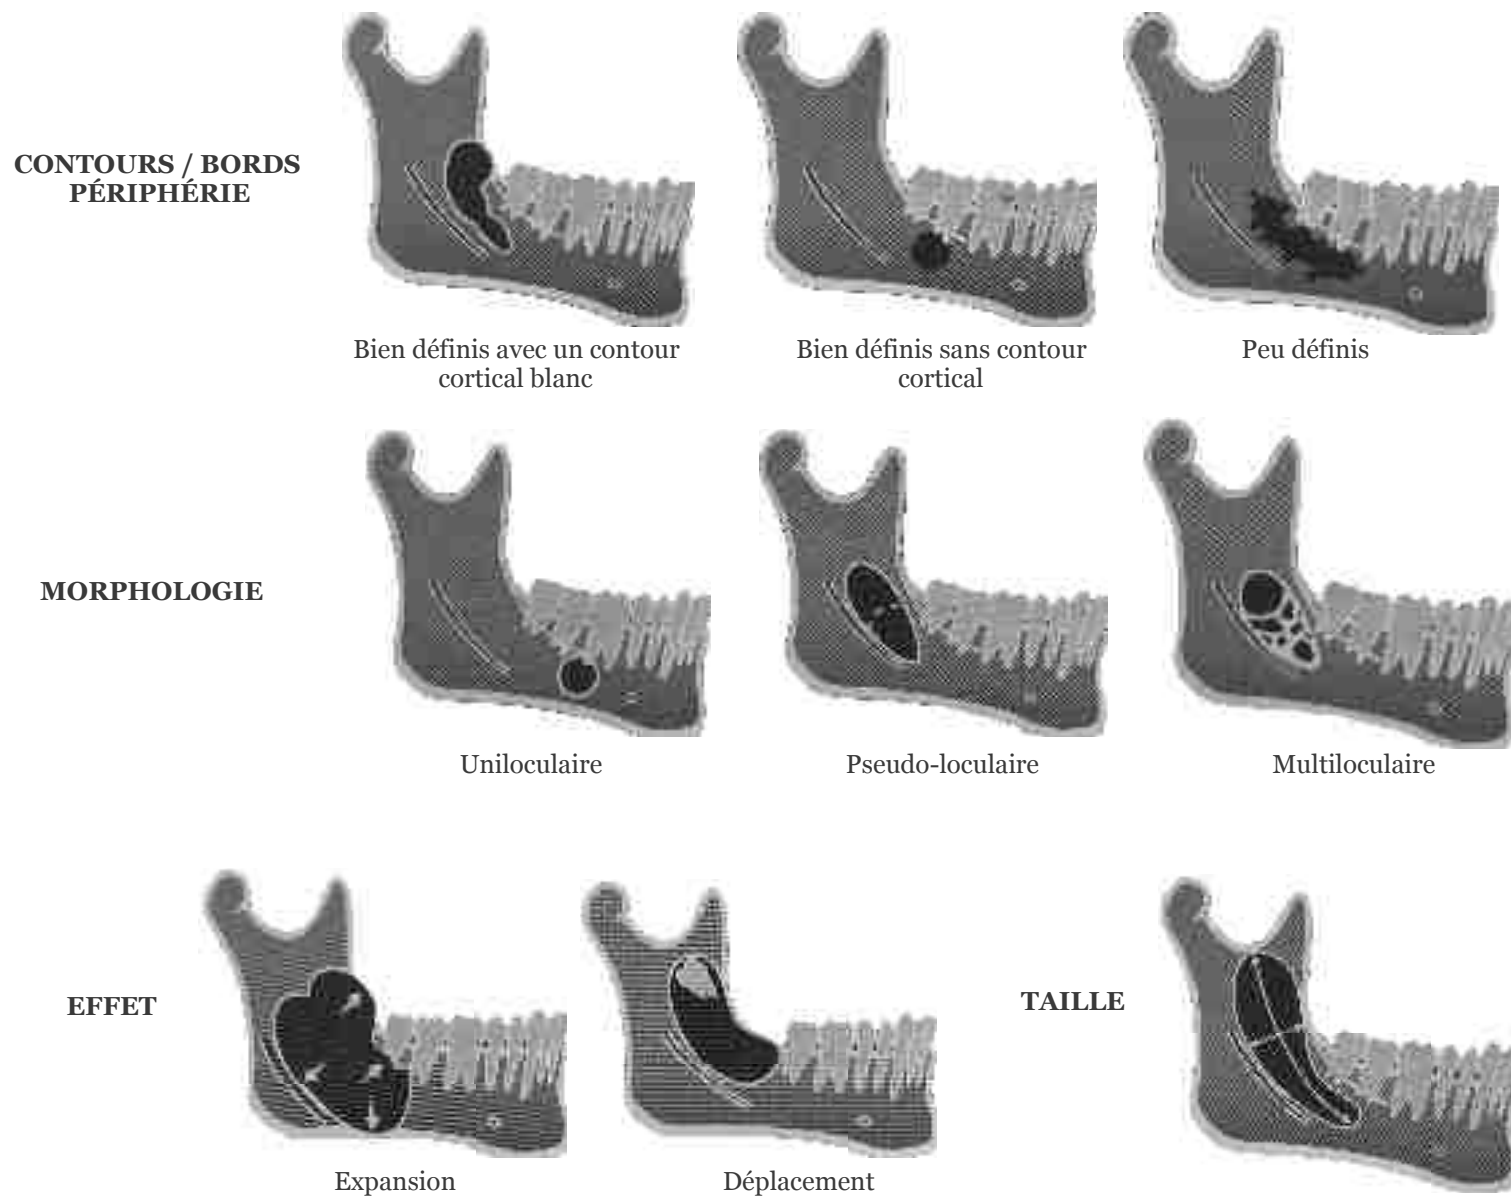 CONTOURS / BORDS
PÉRIPHÉRIE
Bien définis avec un contour
cortical blanc
Bien définis sans contour
cortical
Peu définis
MORPHOLOGIE
Uniloculaire
Pseudo-loculaire
Multiloculaire
EFFET
TAILLE
Expansion
Déplacement